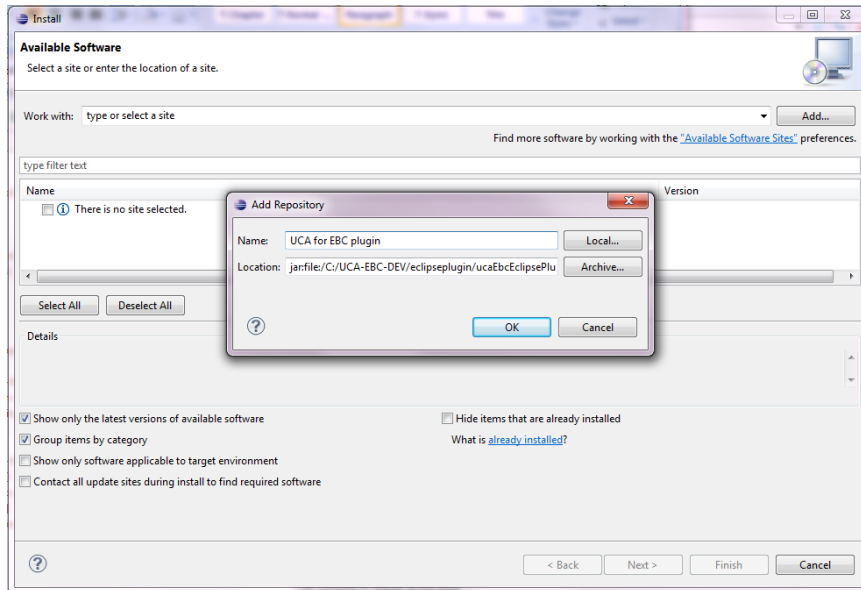 Install
Available Software
Select a site or enter the location of a site.
Work with: type or select a site Add...
Find more software by working with the "Available Software Sites" preferences.
type filter text
Name Version
There is no site selected.
Add Repository
Name: UCA for EBC plugin Local...
Location: jar:file:/C:/UCA-EBC-DEV/eclipseplugin/ucaEbcEclipsePlu Archive...
OK Cancel
Select All Deselect All
Details
Show only the latest versions of available software Hide items that are already installed
Group items by category What is already installed?
Show only software applicable to target environment
Contact all update sites during install to find required software
< Back Next > Finish Cancel